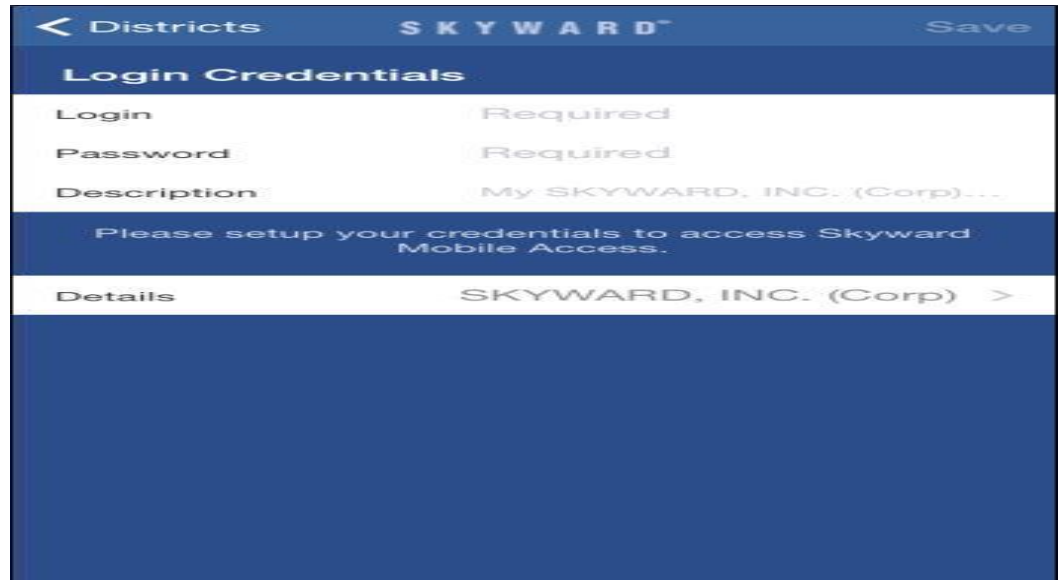 < Districts SKYWARD™ Save
Login Credentials
Login Required
Password Required
Description My SKYWARD, INC. (Corp)...
Please setup your credentials to access Skyward
Mobile Access.
Details SKYWARD, INC. (Corp) >